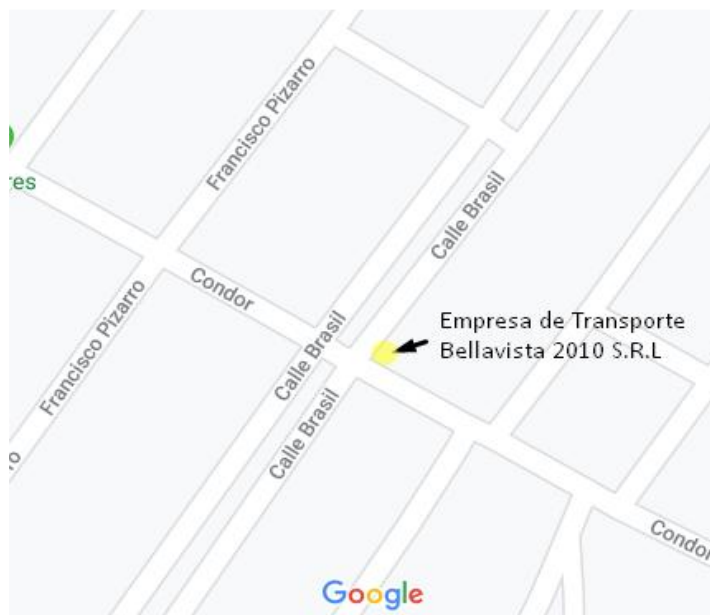 Francisco Pizarro
Calle Brasil
res
Condor
Francisco Pizarro
Calle Brasil
Empresa de Transporte
Bellavista 2010 S.R.L
Calle Brasil
ro
Condor
Google